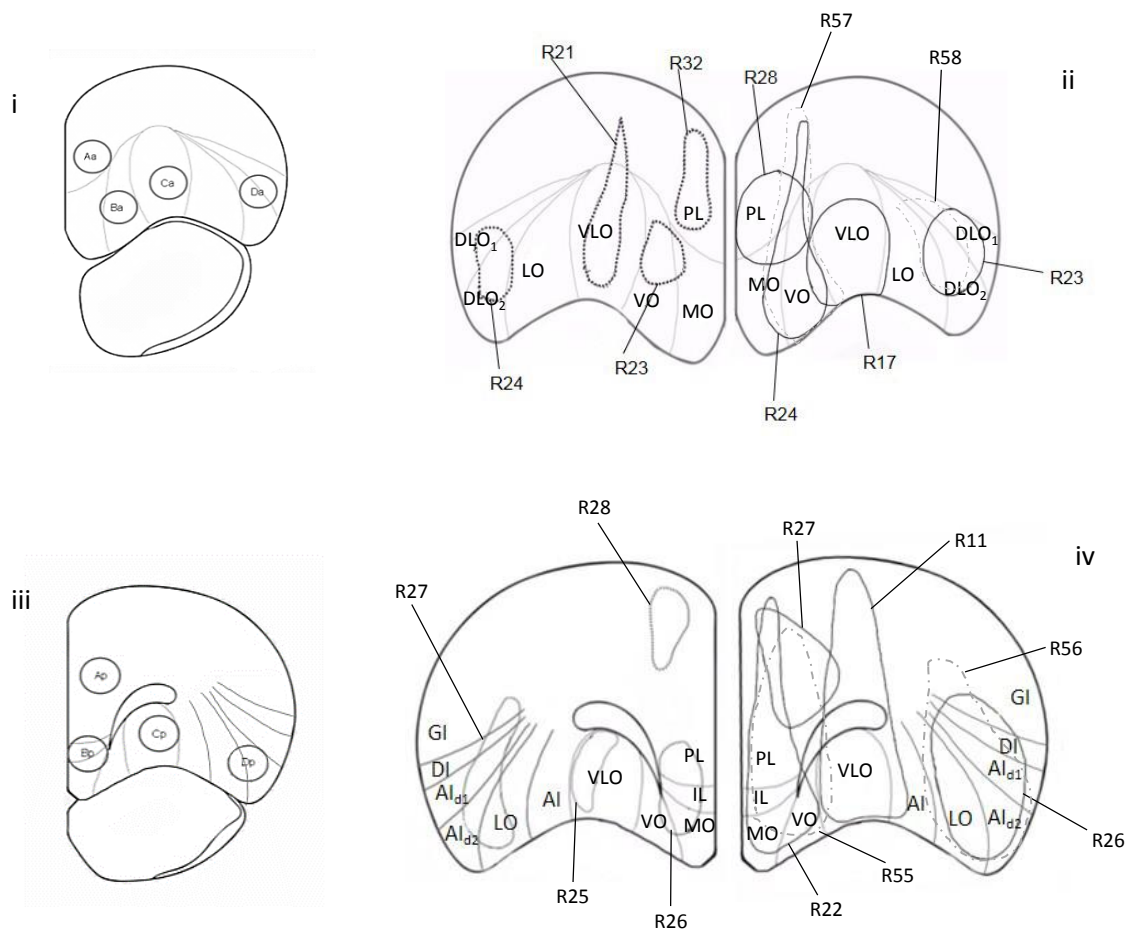 i
Aa
Ba
Ca
Da
ii
R21
R32
R57
R28
R58
DLO1
DLO2
LO
VLO
PL
VO
MO
R24
R23
PL
MO
VO
VLO
LO
DLO1
DLO2
R23
R17
R24
iii
Ap
Bp
Cp
Dp
iv
R28
R27
R27
R11
R56
GI
DI
AId1
AId2
LO
AI
VLO
PL
IL
VO
MO
R25
R26
PL
IL
MO
VO
VLO
AI
LO
GI
DI
AId1
AId2
R26
R55
R22